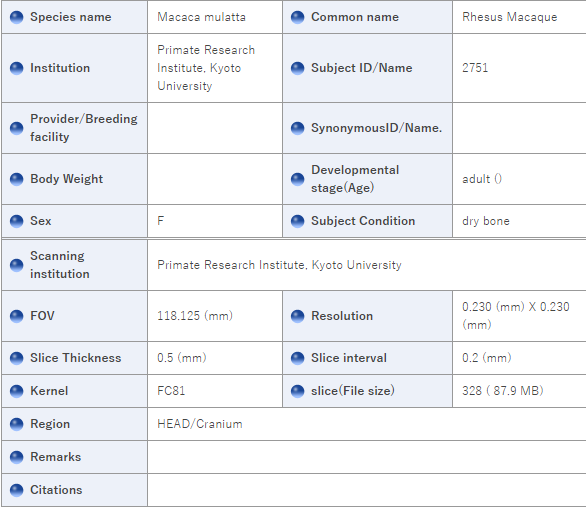 Species name Macaca mulatta Common name Rhesus Macaque
Institution Primate Research Institute, Kyoto University Subject ID/Name 2751
Provider/Breeding facility SynonymousID/Name.
Body Weight Developmental stage(Age) adult ()
Sex F Subject Condition dry bone
Scanning institution Primate Research Institute, Kyoto University
FOV 118.125 (mm) Resolution 0.230 (mm) X 0.230 (mm)
Slice Thickness 0.5 (mm) Slice interval 0.2 (mm)
Kernel FC81 slice(File size) 328 ( 87.9 MB)
Region HEAD/Cranium
Remarks
Citations